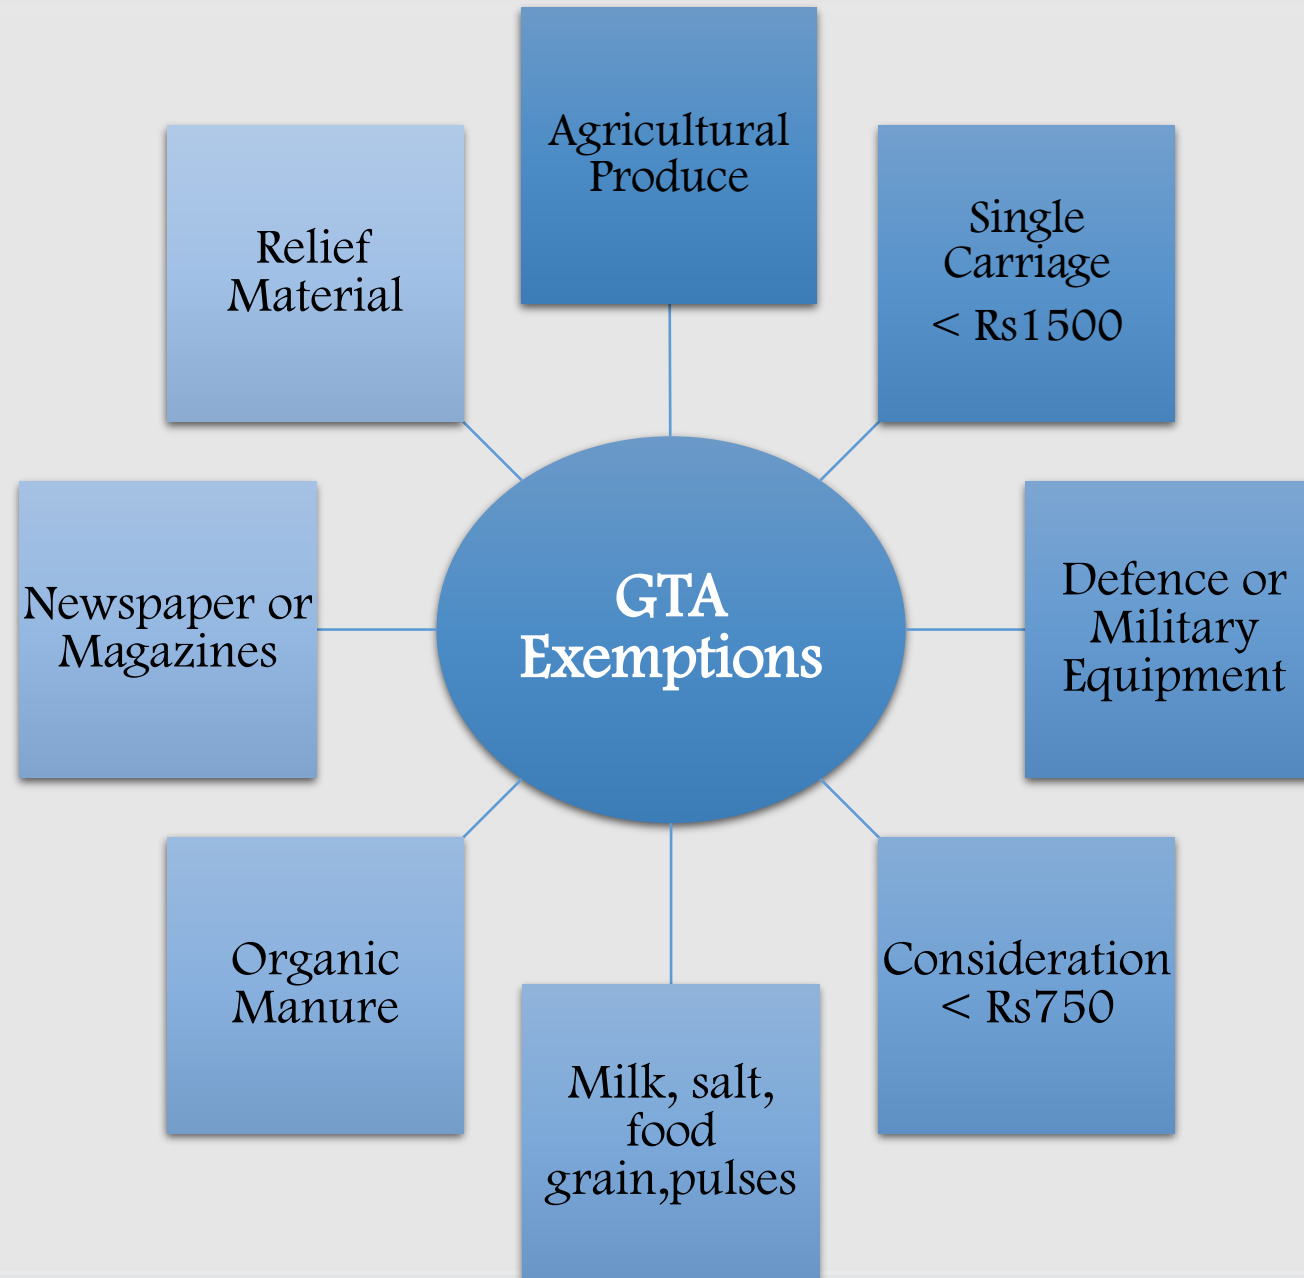 Agricultural
Produce
Single
Carriage
< Rs1500
Defence or
Military
Equipment
Consideration
< Rs750
Milk, salt,
food
grain,pulses
Organic
Manure
Newspaper or
Magazines
Relief
Material
GTA
Exemptions